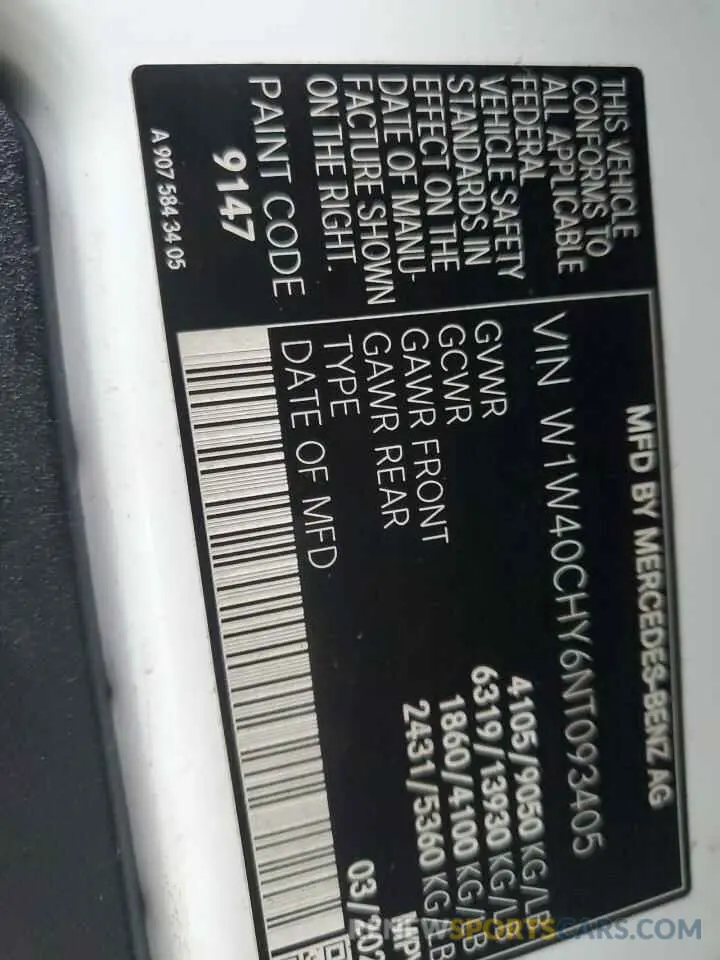 MFD BY MERCEDES-BENZ AG
THIS VEHICLE
CONFORMS TO
ALL APPLICABLE
FEDERAL
VEHICLE SAFETY
STANDARDS IN
EFFECT ON THE
DATE OF MANU-
FACTURE SHOWN
ON THE RIGHT.
PAINT CODE
9147
A 907 584 34 05
VIN W1W40CHY6NT093405
GVWR 4105/9050 KG/LB
GCWR 6319/13930 KG/LB
GAWR FRONT 1860/4100 KG/LB
GAWR REAR 2431/5360 KG/LB
TYPE
DATE OF MFD 03/202
RENEWSPORTSCARS.COM